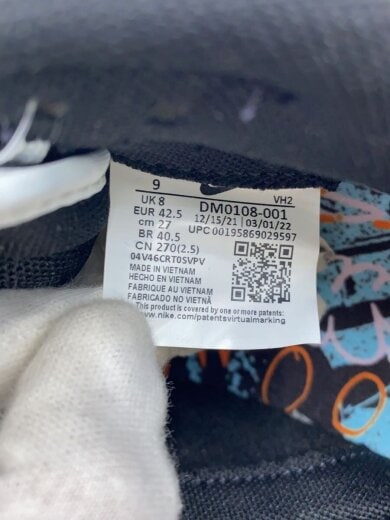 9 VH2
UK 8 DM0108-001
EUR 42.5 12/15/21 | 03/01/22
cm 27 UPC 00195869029597
BR 40.5
CN 270(2.5)
04V46CRT0SVPV
MADE IN VIETNAM
HECHO EN VIETNAM
FABRIQUE AU VIETNAM
FABRICADO NO VIETNÃ
This product is covered by one or more patents:
www.nike.com/patentsvirtualmarking